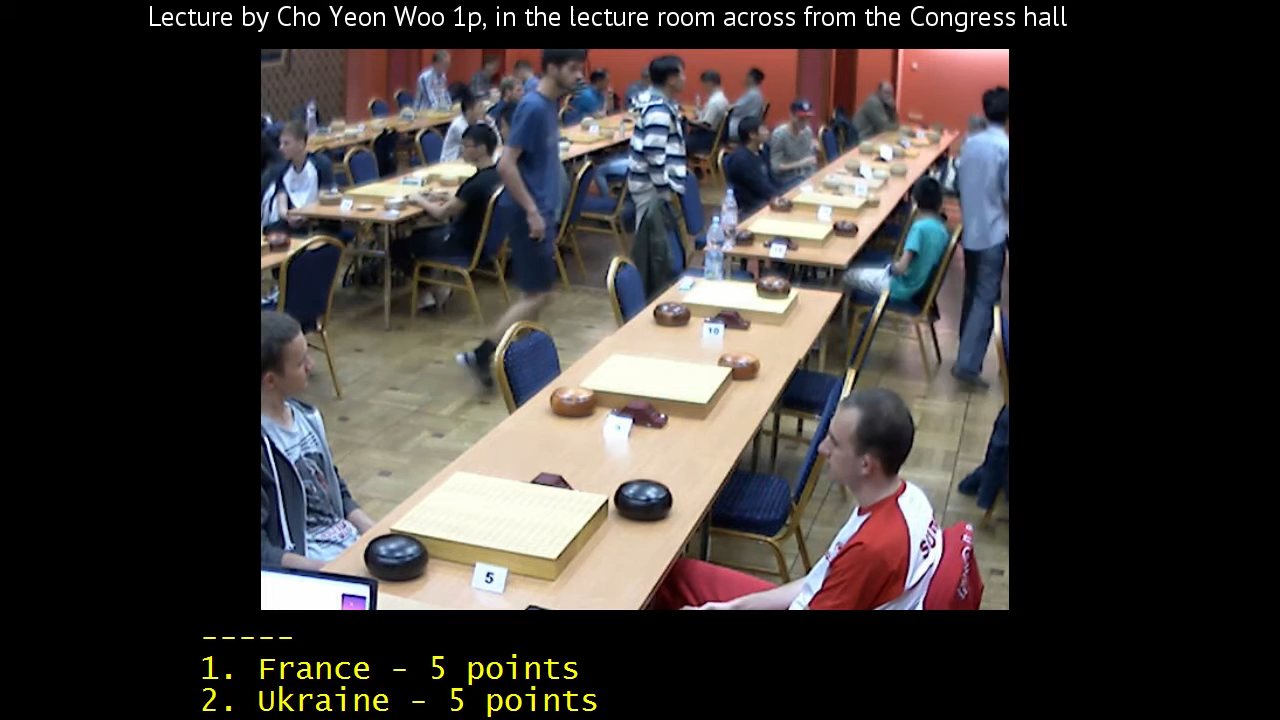 Lecture by Cho Yeon Woo 1p, in the lecture room across from the Congress hall
10
5
-----
1. France - 5 points
2. Ukraine - 5 points